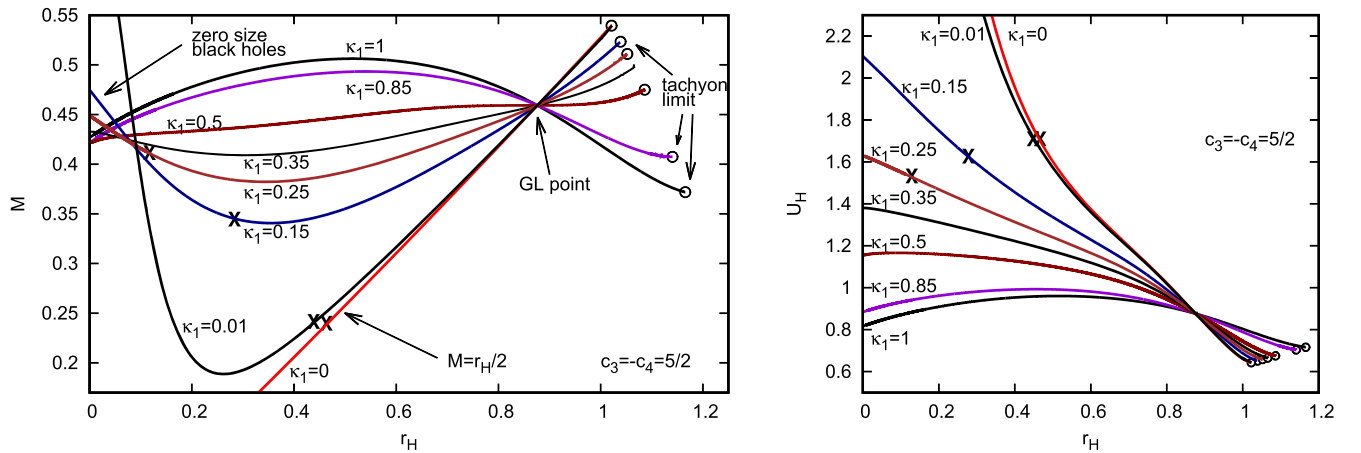 0.55
0.5
0.45
0.4
0.35
0.3
0.25
0.2
M
0
0.2
0.4
0.6
0.8
1
1.2
r_H
zero size
black holes
κ₁=1
κ₁=0.85
κ₁=0.5
κ₁=0.35
κ₁=0.25
κ₁=0.15
κ₁=0.01
κ₁=0
X
X
X
X
tachyon
limit
GL point
M=r_H/2
c₃=-c₄=5/2
2.2
2
1.8
1.6
1.4
1.2
1
0.8
0.6
U_H
0
0.2
0.4
0.6
0.8
1
1.2
r_H
κ₁=0.01
κ₁=0
κ₁=0.15
κ₁=0.25
κ₁=0.35
κ₁=0.5
κ₁=0.85
κ₁=1
X
X
X
X
c₃=-c₄=5/2